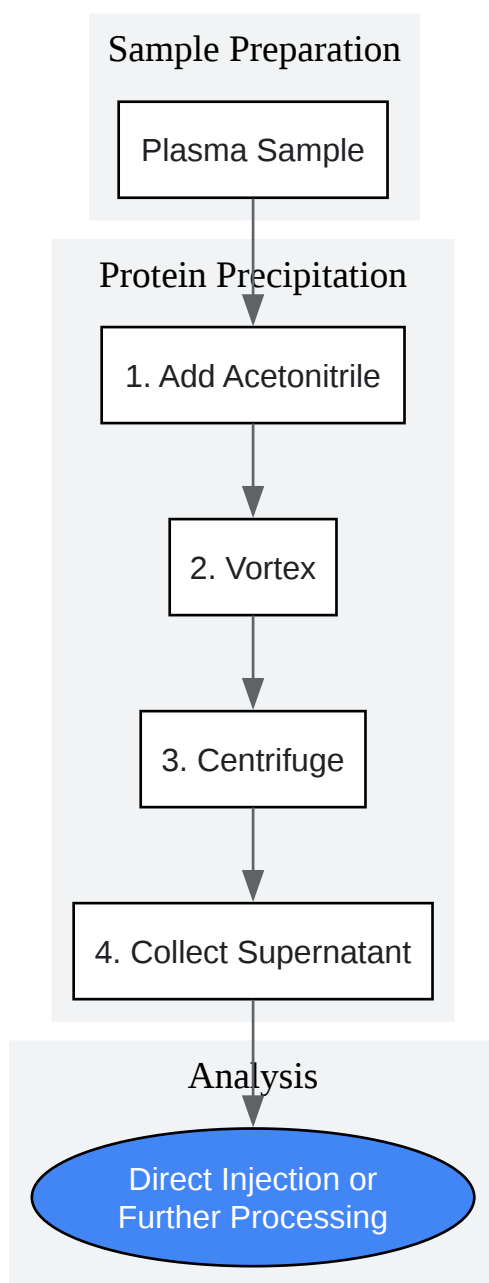 Sample Preparation
Plasma Sample
Protein Precipitation
1. Add Acetonitrile
2. Vortex
3. Centrifuge
4. Collect Supernatant
Analysis
Direct Injection or
Further Processing